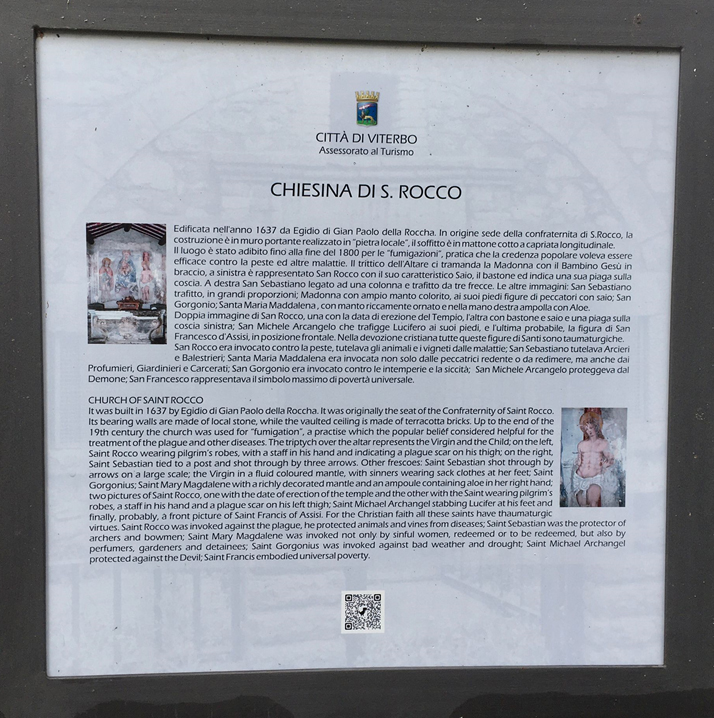 CITTÀ DI VITERBO
Assessorato al Turismo
CHIESINA DI S. ROCCO
Edificata nell'anno 1637 da Egidio di Gian Paolo della Roccha. In origine sede della confraternita di S.Rocco, la
costruzione è in muro portante realizzato in "pietra locale", il soffitto è in mattone cotto a capriata longitudinale.
Il luogo è stato adibito fino alla fine del 1800 per le "fumigazioni", pratica che la credenza popolare voleva essere
efficace contro la peste ed altre malattie. Il trittico dell'Altare ci tramanda la Madonna con il Bambino Gesù in
braccio, a sinistra è rappresentato San Rocco con il suo caratteristico Saio, il bastone ed indica una sua piaga sulla
coscia. A destra San Sebastiano legato ad una colonna e trafitto da tre frecce. Le altre immagini: San Sebastiano
trafitto, in grandi proporzioni; Madonna con ampio manto colorito, ai suoi piedi figure di peccatori con saio; San
Gorgonio; Santa Maria Maddalena , con manto riccamente ornato e nella mano destra ampolla con Aloe.
Doppia immagine di San Rocco, una con la data di erezione del Tempio, l'altra con bastone e saio e una piaga sulla
coscia sinistra; San Michele Arcangelo che trafigge Lucifero ai suoi piedi, e l'ultima probabile, la figura di San
Francesco d'Assisi, in posizione frontale. Nella devozione cristiana tutte queste figure di Santi sono taumaturgiche.
San Rocco era invocato contro la peste, tutelava gli animali e i vigneti dalle malattie; San Sebastiano tutelava Arcieri
e Balestrieri; Santa Maria Maddalena era invocata non solo dalle peccatrici redente o da redimere, ma anche dai
Profumieri, Giardinieri e Carcerati; San Gorgonio era invocato contro le intemperie e la siccità; San Michele Arcangelo proteggeva dal
Demone; San Francesco rappresentava il simbolo massimo di povertà universale.
CHURCH OF SAINT ROCCO
It was built in 1637 by Egidio di Gian Paolo della Roccha. It was originally the seat of the Confraternity of Saint Rocco.
Its bearing walls are made of local stone, while the vaulted ceiling is made of terracotta bricks. Up to the end of the
19th century the church was used for "fumigation", a practise which the popular belief considered helpful for the
treatment of the plague and other diseases. The triptych over the altar represents the Virgin and the Child; on the left,
Saint Rocco wearing pilgrim's robes, with a staff in his hand and indicating a plague scar on his thigh; on the right,
Saint Sebastian tied to a post and shot through by three arrows. Other frescoes: Saint Sebastian shot through by
arrows on a large scale; the Virgin in a fluid coloured mantle, with sinners wearing sack clothes at her feet; Saint
Gorgonius; Saint Mary Magdalene with a richly decorated mantle and an ampoule containing aloe in her right hand;
two pictures of Saint Rocco, one with the date of erection of the temple and the other with the Saint wearing pilgrim's
robes, a staff in his hand and a plague scar on his left thigh; Saint Michael Archangel stabbing Lucifer at his feet and
finally, probably, a front picture of Saint Francis of Assisi. For the Christian faith all these saints have thaumaturgic
virtues. Saint Rocco was invoked against the plague, he protected animals and vines from diseases; Saint Sebastian was the protector of
archers and bowmen; Saint Mary Magdalene was invoked not only by sinful women, redeemed or to be redeemed, but also by
perfumers, gardeners and detainees; Saint Gorgonius was invoked against bad weather and drought; Saint Michael Archangel
protected against the Devil; Saint Francis embodied universal poverty.